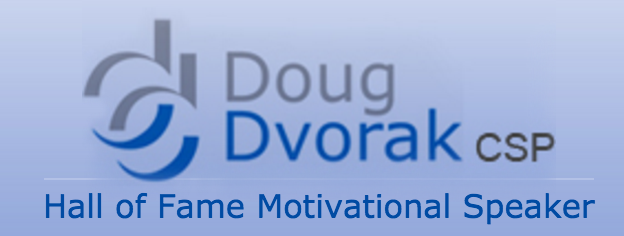 Doug
Dvorak CSP
Hall of Fame Motivational Speaker